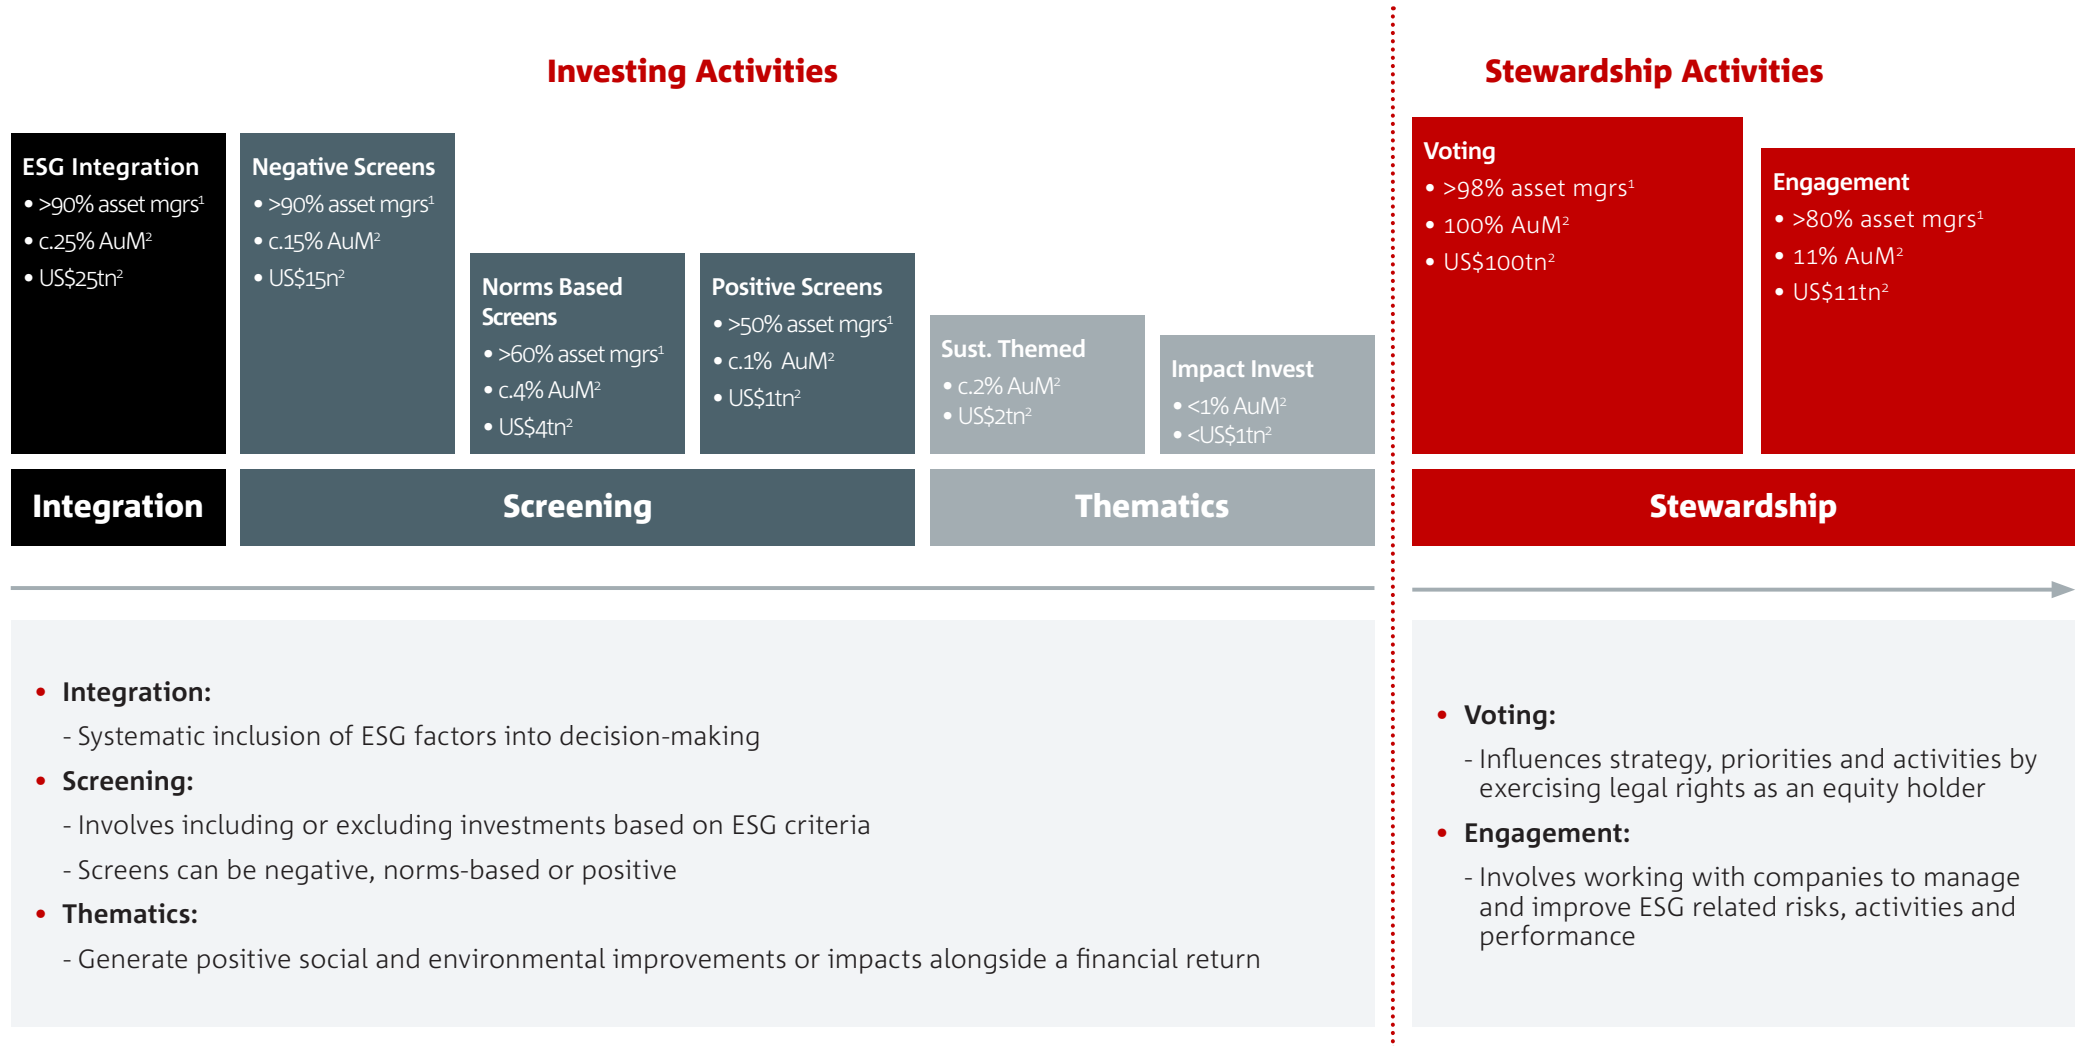 Investing Activities
ESG Integration
• >90% asset mgrs¹
• c.25% AuM²
• US$25tn²
Negative Screens
• >90% asset mgrs¹
• c.15% AuM²
• US$15n²
Norms Based
Screens
• >60% asset mgrs¹
• c.4% AuM²
• US$4tn²
Positive Screens
• >50% asset mgrs¹
• c.1% AuM²
• US$1tn²
Sust. Themed
• c.2% AuM²
• US$2tn²
Impact Invest
• <1% AuM²
• <US$1tn²
Integration
Screening
Thematics
• Integration:
- Systematic inclusion of ESG factors into decision-making
• Screening:
- Involves including or excluding investments based on ESG criteria
- Screens can be negative, norms-based or positive
• Thematics:
- Generate positive social and environmental improvements or impacts alongside a financial return
Stewardship Activities
Voting
• >98% asset mgrs¹
• 100% AuM²
• US$100tn²
Engagement
• >80% asset mgrs¹
• 11% AuM²
• US$11tn²
Stewardship
• Voting:
- Influences strategy, priorities and activities by
exercising legal rights as an equity holder
• Engagement:
- Involves working with companies to manage
and improve ESG related risks, activities and
performance